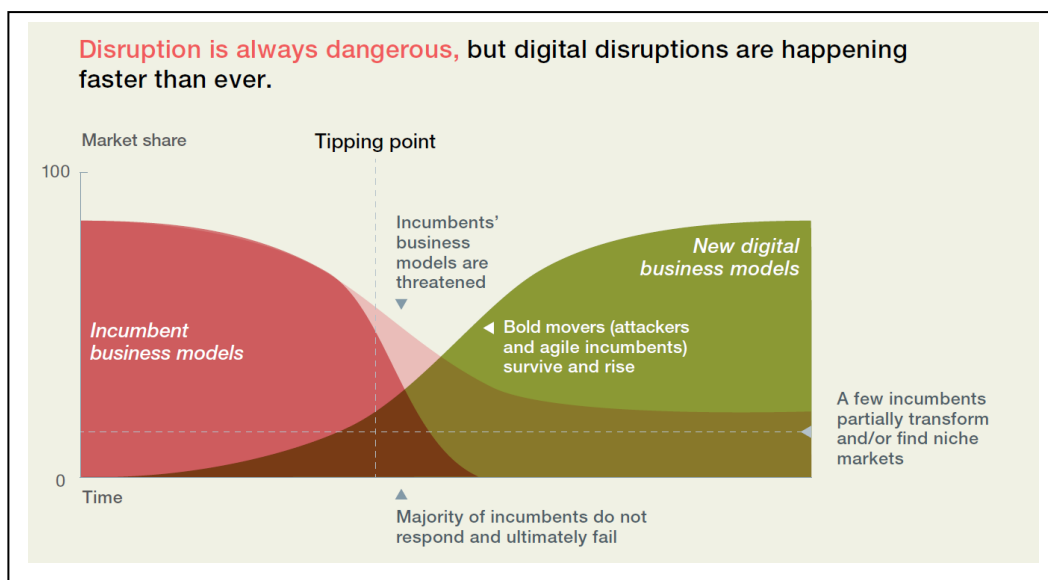 Disruption is always dangerous, but digital disruptions are happening
faster than ever.
Market share
Tipping point
100
Incumbents'
business
models are
threatened
New digital
business models
Incumbent
business models
Bold movers (attackers
and agile incumbents)
survive and rise
A few incumbents
partially transform
and/or find niche
markets
0
Time
Majority of incumbents do not
respond and ultimately fail